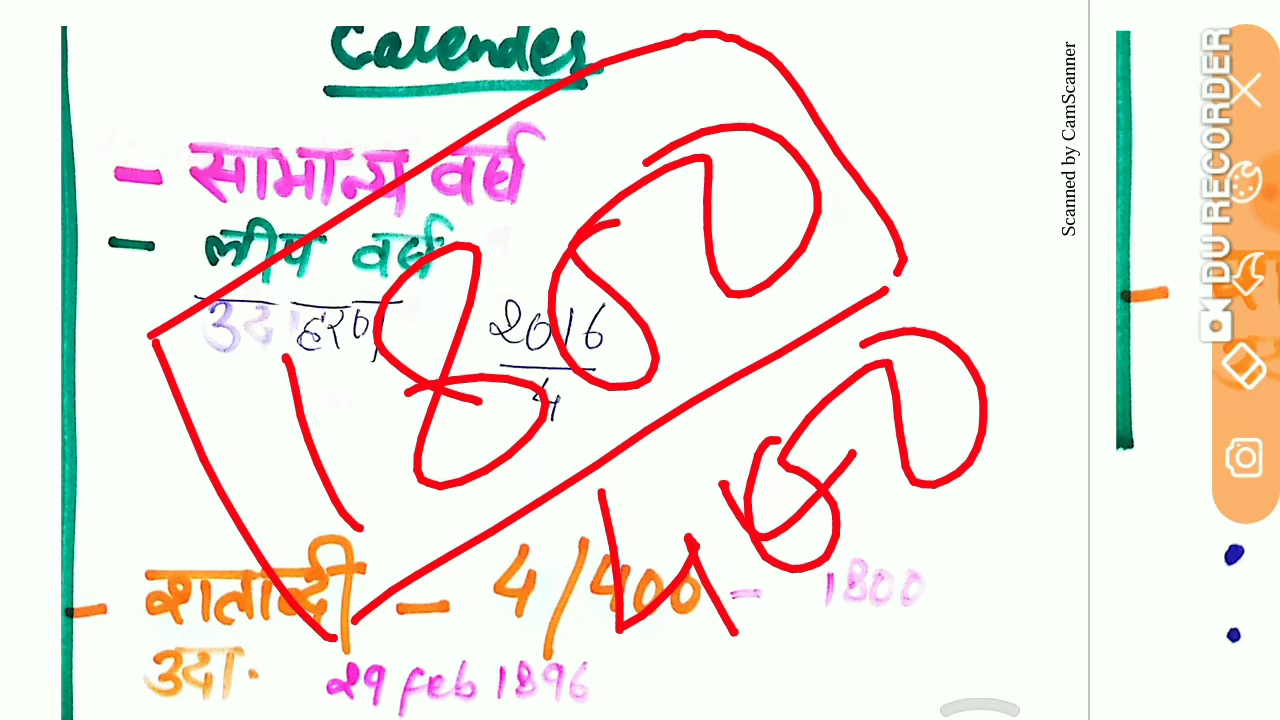 Calender
- सामान्य वर्ष
- लीप वर्ष
उदाहरण 2016
4
- शताब्दी - 4/400 - 1800
उदा. 29 feb 1896
1800
400
Scanned by CamScanner
DU RECORDER